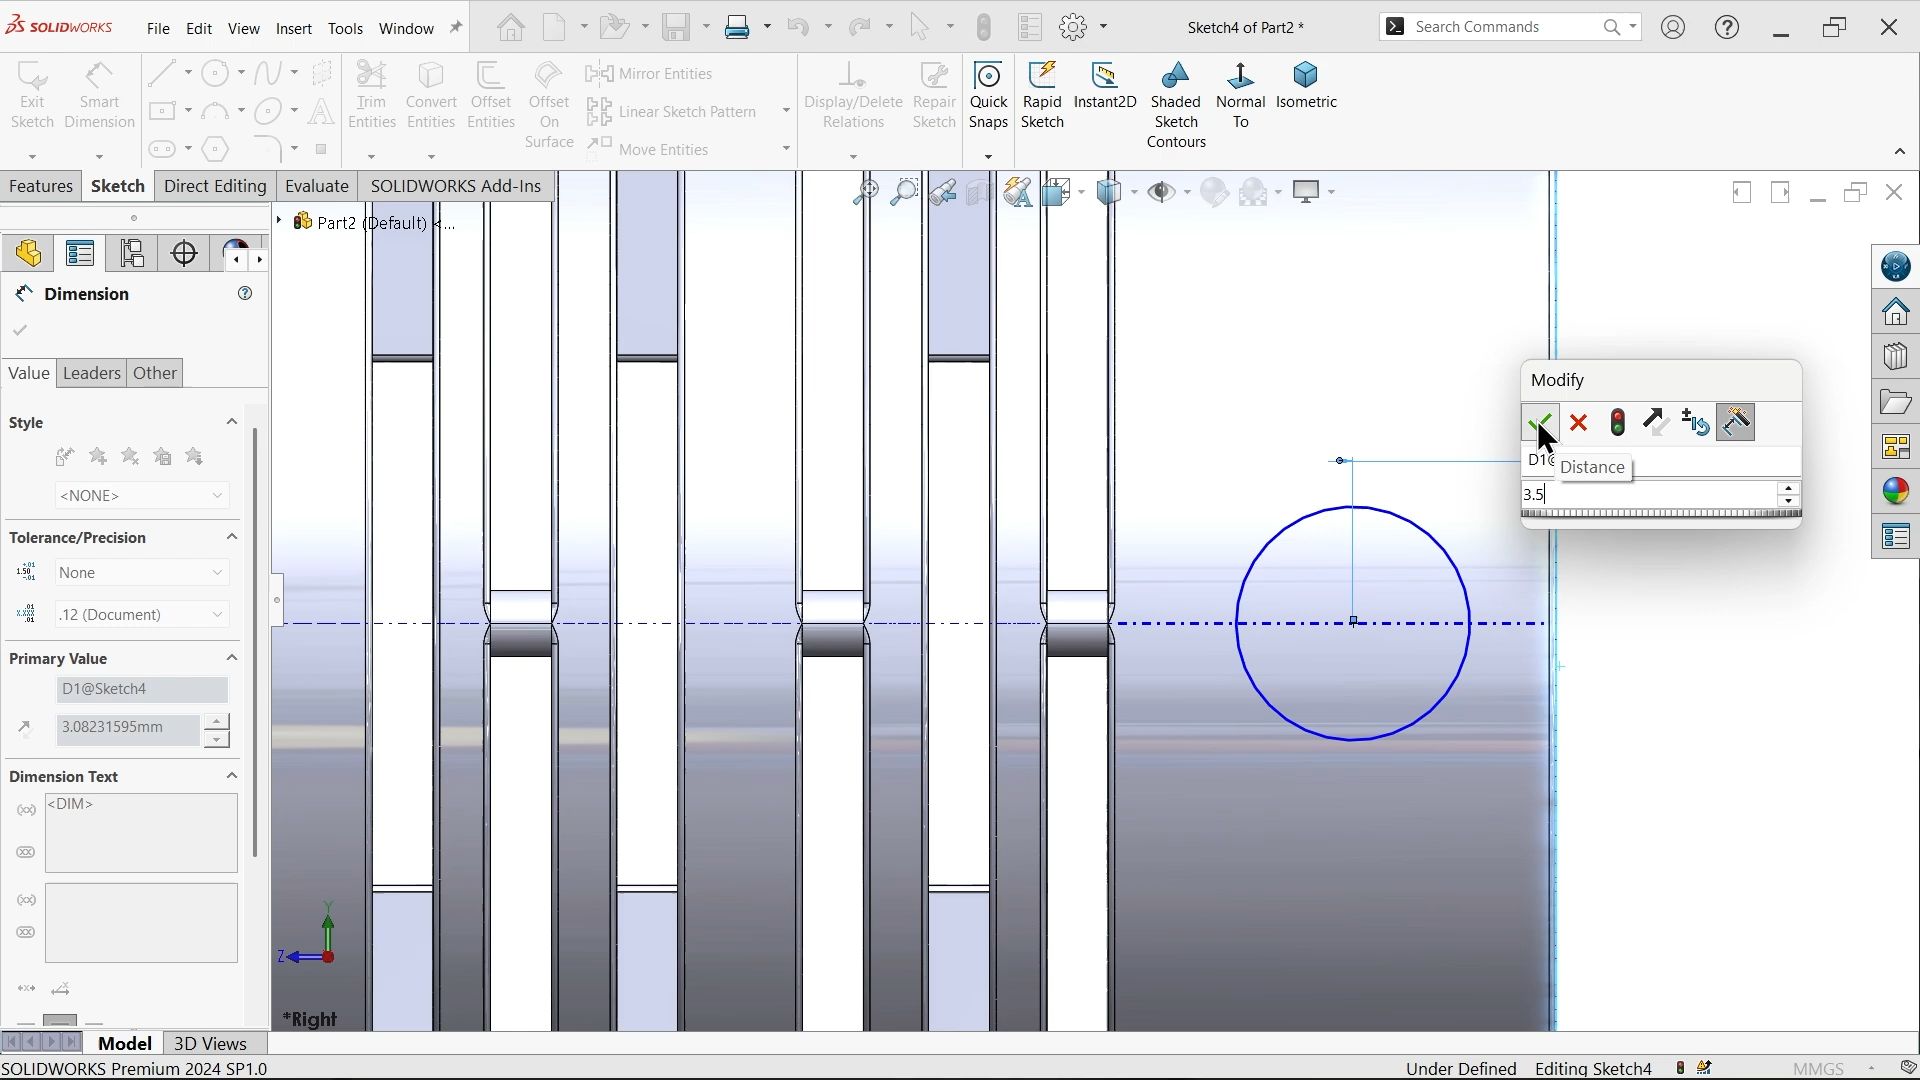 SOLIDWORKS
File Edit View Insert Tools Window
Sketch4 of Part2 *
Search Commands
Exit Sketch
Smart Dimension
Trim Entities
Convert Entities
Offset Entities
Offset On Surface
Mirror Entities
Linear Sketch Pattern
Move Entities
Display/Delete Relations
Repair Sketch
Quick Snaps
Rapid Sketch
Instant2D
Shaded Sketch Contours
Normal To
Isometric
Features Sketch Direct Editing Evaluate SOLIDWORKS Add-Ins
Part2 (Default) <...
Dimension
Value Leaders Other
Style
<NONE>
Tolerance/Precision
None
.12 (Document)
Primary Value
D1@Sketch4
3.08231595mm
Dimension Text
<DIM>
Modify
D1@
Distance
3.5
Y
Z
*Right
Model 3D Views
SOLIDWORKS Premium 2024 SP1.0
Under Defined Editing Sketch4 MMGS